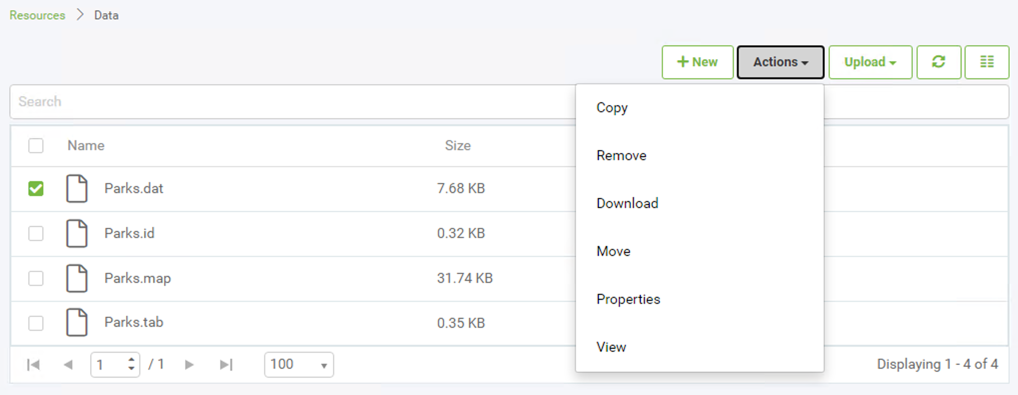 Resources > Data
+ New Actions Upload
Search
Copy
Name Size
Remove
Parks.dat 7.68 KB
Download
Parks.id 0.32 KB
Move
Parks.map 31.74 KB
Properties
Parks.tab 0.35 KB
View
1 / 1 100 Displaying 1 - 4 of 4